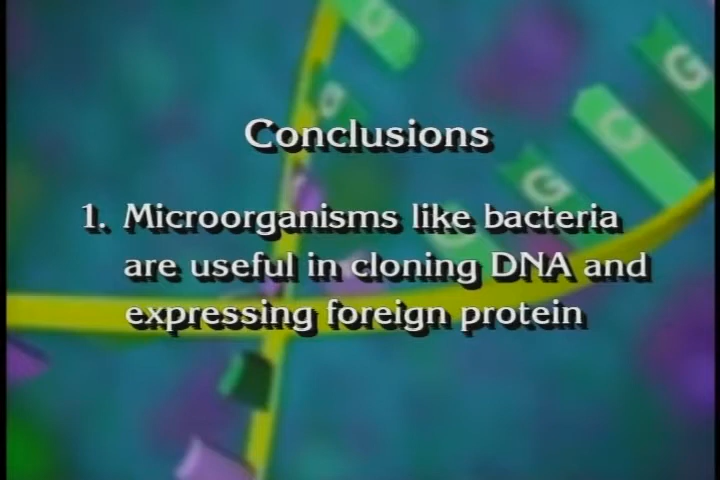 U
G
C
G
Conclusions
1. Microorganisms like bacteria
are useful in cloning DNA and
expressing foreign protein